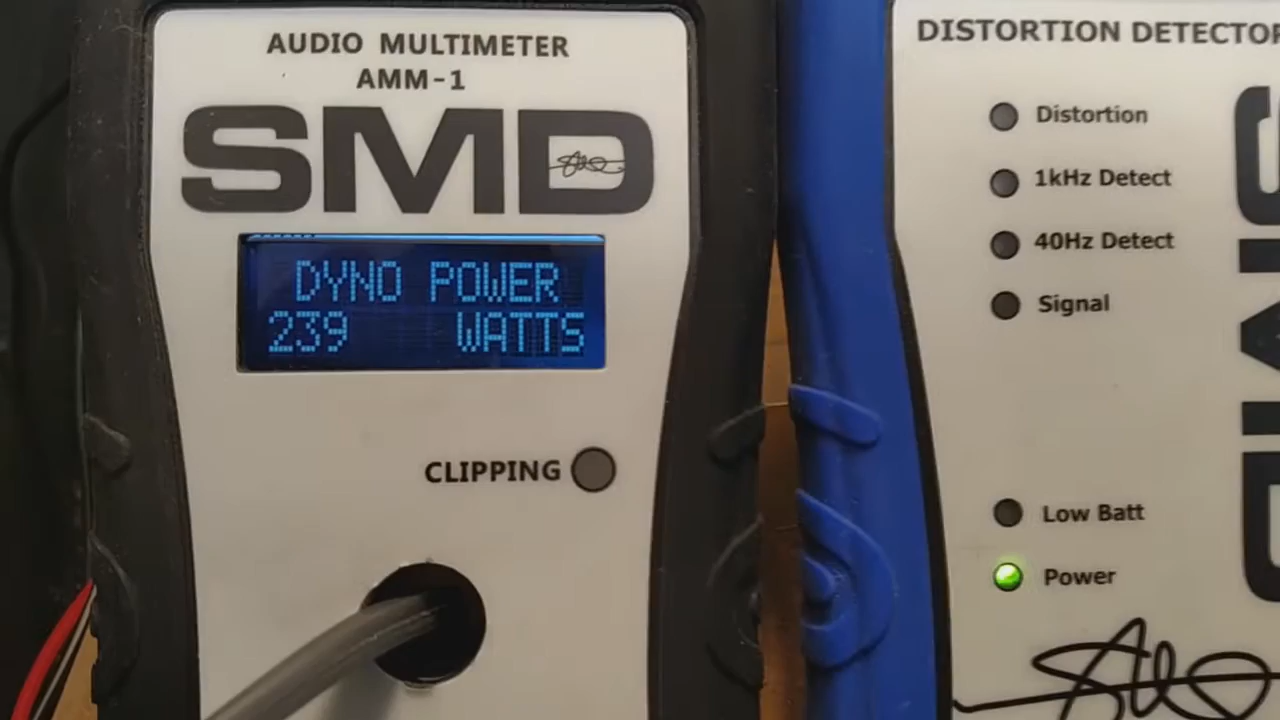 AUDIO MULTIMETER
AMM-1
SMD
DYNO POWER
239 WATTS
CLIPPING
DISTORTION DETECTOR
Distortion
1kHz Detect
40Hz Detect
Signal
Low Batt
Power
SMD